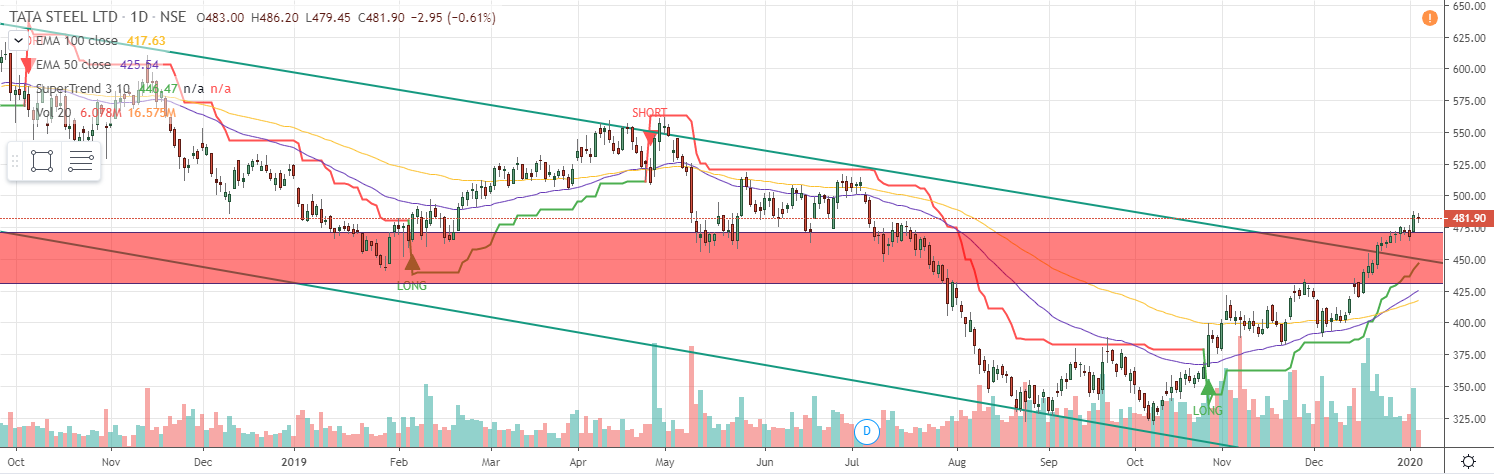 TATA STEEL LTD · 1D · NSE O483.00 H486.20 L479.45 C481.90 −2.95 (−0.61%)
EMA 100 close 417.63
EMA 50 close 425.54
SuperTrend 3 10 446.47 n/a n/a
Vol 20 6.078M 16.575M
SHORT
LONG
LONG
D
650.00
625.00
600.00
575.00
550.00
525.00
500.00
481.90
475.00
450.00
425.00
400.00
375.00
350.00
325.00
Oct Nov Dec 2019 Feb Mar Apr May Jun Jul Aug Sep Oct Nov Dec 2020